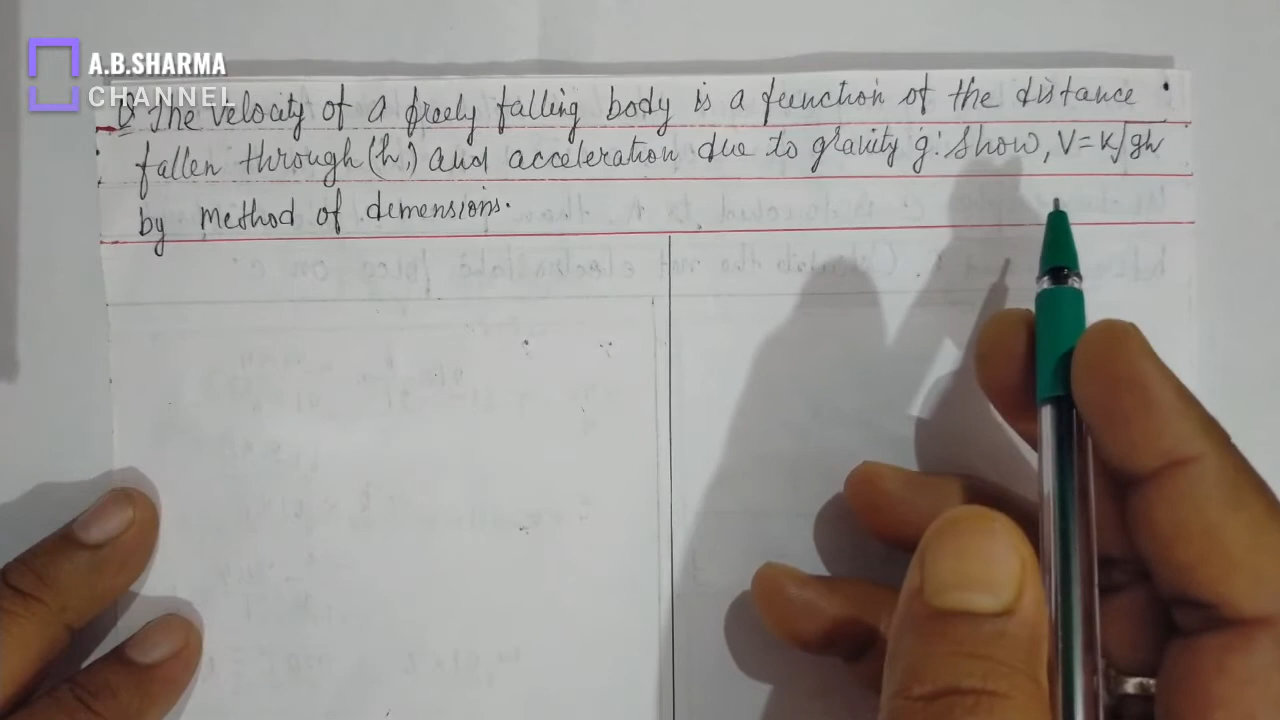 A.B.SHARMA
CHANNEL
Q The velocity of a freely falling body is a function of the distance
fallen through (h,) and acceleration due to gravity g: Show, V = K√gh
by method of dimensions.